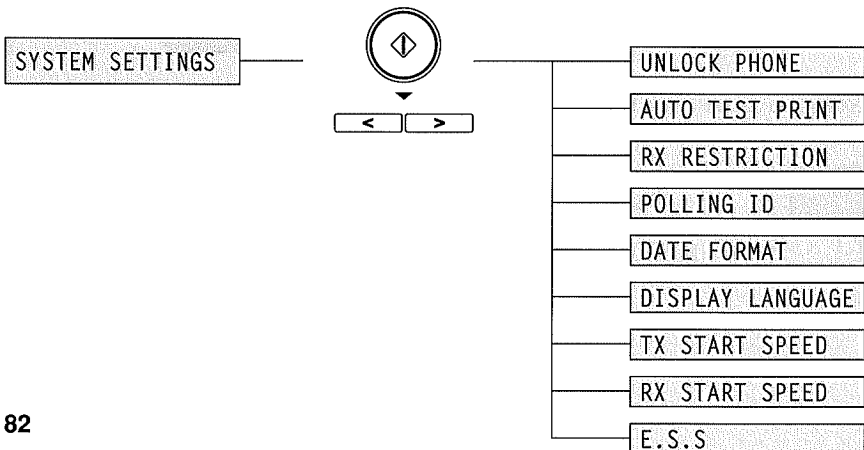 SYSTEM SETTINGS
<
>
UNLOCK PHONE
AUTO TEST PRINT
RX RESTRICTION
POLLING ID
DATE FORMAT
DISPLAY LANGUAGE
TX START SPEED
RX START SPEED
E.S.S
82